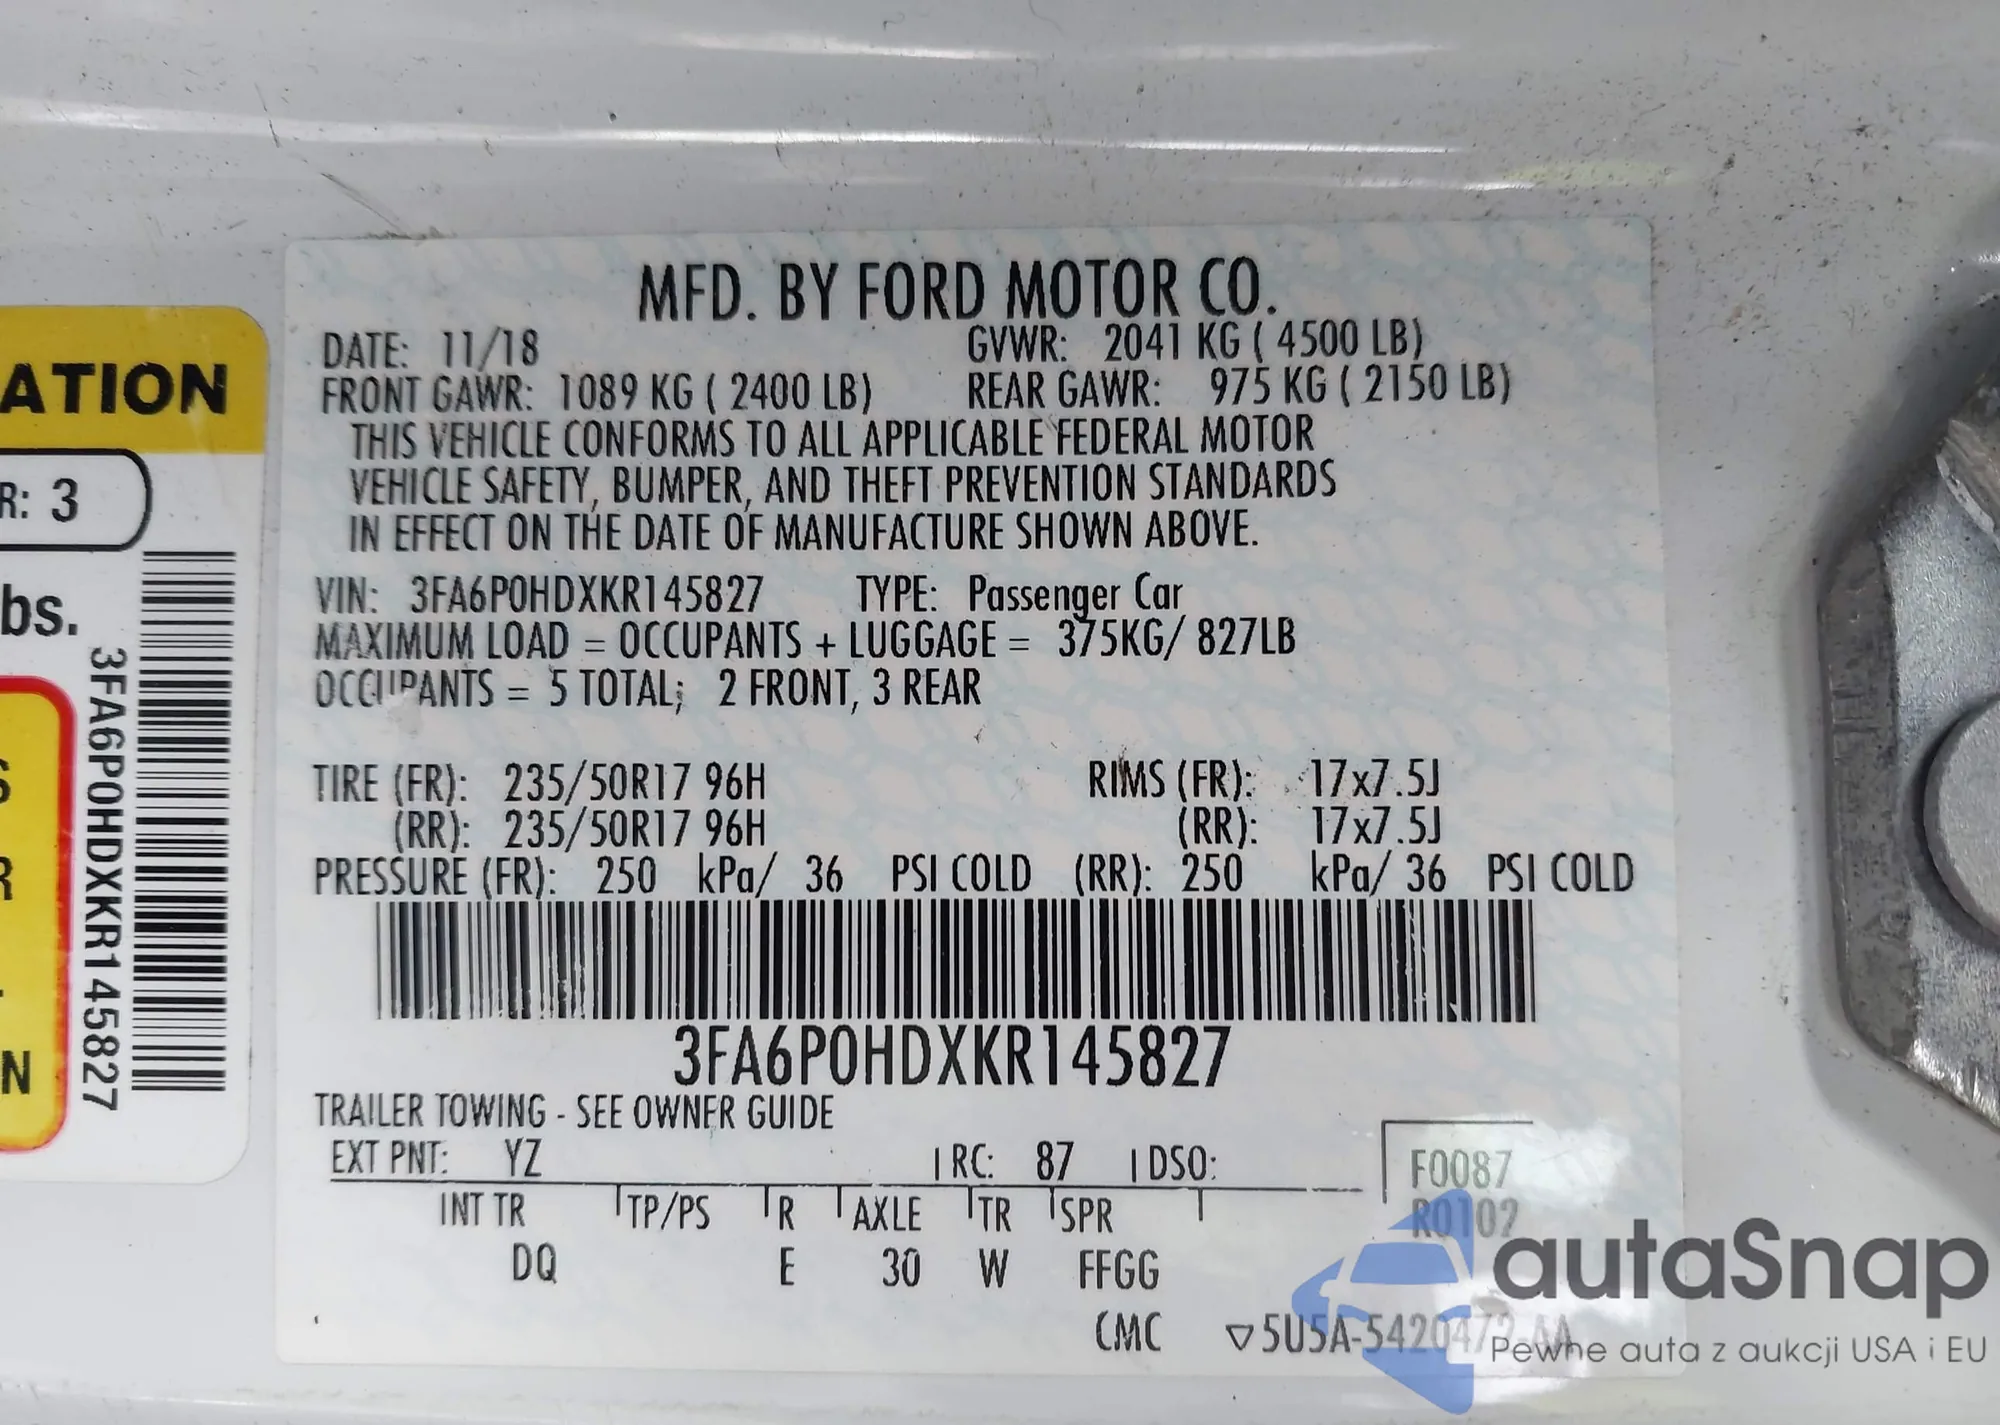 ATION
R: 3
bs.
3FA6P0HDXKR145827
N
MFD. BY FORD MOTOR CO.
DATE: 11/18 GVWR: 2041 KG ( 4500 LB)
FRONT GAWR: 1089 KG ( 2400 LB) REAR GAWR: 975 KG ( 2150 LB)
THIS VEHICLE CONFORMS TO ALL APPLICABLE FEDERAL MOTOR
VEHICLE SAFETY, BUMPER, AND THEFT PREVENTION STANDARDS
IN EFFECT ON THE DATE OF MANUFACTURE SHOWN ABOVE.
VIN: 3FA6P0HDXKR145827 TYPE: Passenger Car
MAXIMUM LOAD = OCCUPANTS + LUGGAGE = 375KG/ 827LB
OCCUPANTS = 5 TOTAL; 2 FRONT, 3 REAR
TIRE (FR): 235/50R17 96H RIMS (FR): 17x7.5J
(RR): 235/50R17 96H (RR): 17x7.5J
PRESSURE (FR): 250 kPa/ 36 PSI COLD (RR): 250 kPa/ 36 PSI COLD
3FA6P0HDXKR145827
TRAILER TOWING - SEE OWNER GUIDE
EXT PNT: YZ RC: 87 DSO:
F0087
R0102
INT TR TP/PS R AXLE TR SPR
DQ E 30 W FFGG
CMC ▽5U5A-5420472-AA
autaSnap
Pewne auta z aukcji USA i EU